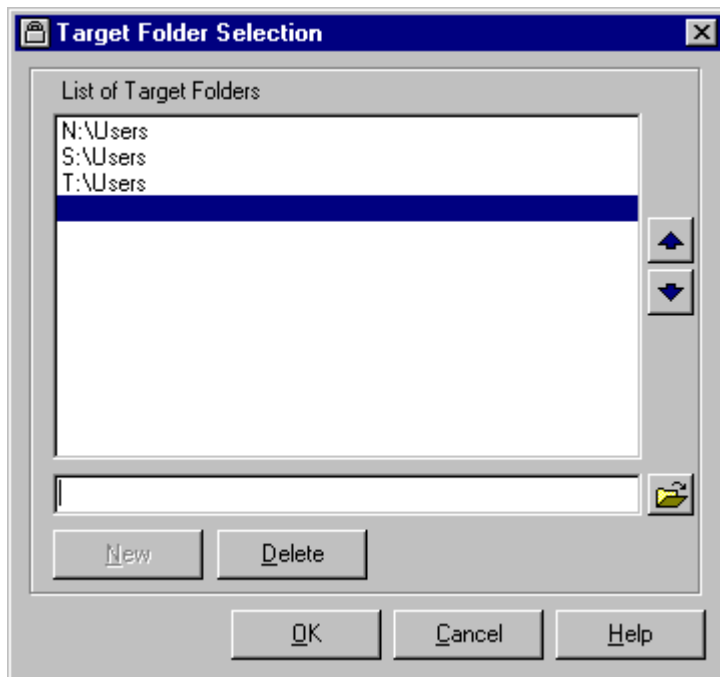 Target Folder Selection
List of Target Folders
N:\Users
S:\Users
T:\Users
New
Delete
OK
Cancel
Help